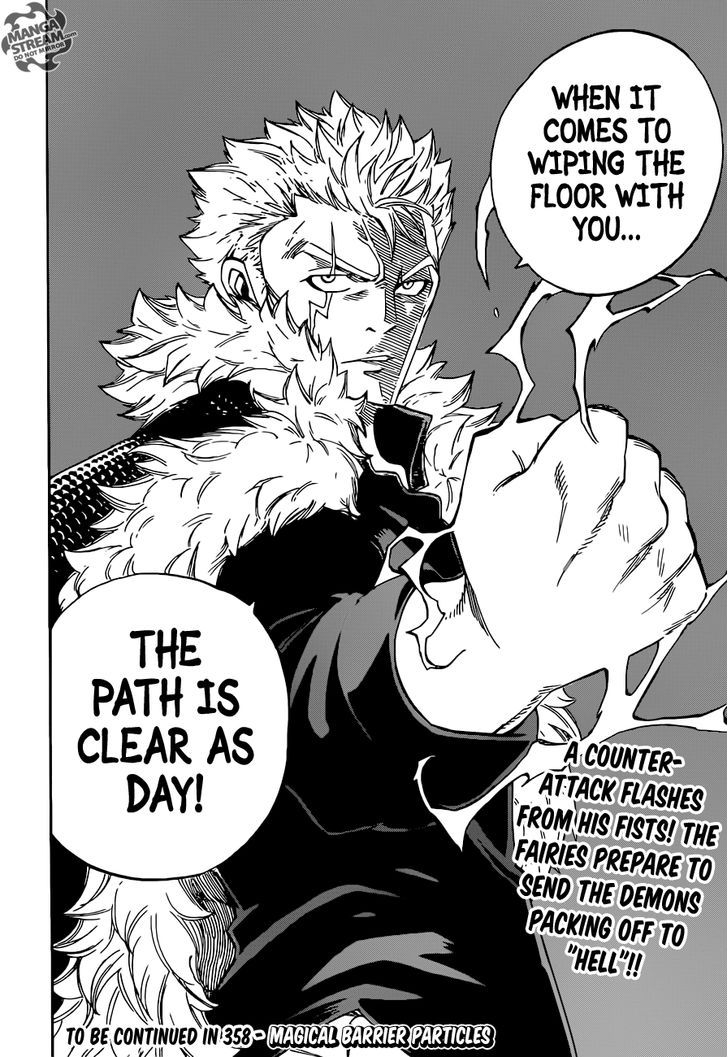 MANGA
STREAM.com
DO NOT MIRROR
WHEN IT
COMES TO
WIPING THE
FLOOR WITH
YOU...
THE
PATH IS
CLEAR AS
DAY!
A COUNTER-
ATTACK FLASHES
FROM HIS FISTS! THE
FAIRIES PREPARE TO
SEND THE DEMONS
PACKING OFF TO
"HELL"!!
TO BE CONTINUED IN 358 - MAGICAL BARRIER PARTICLES